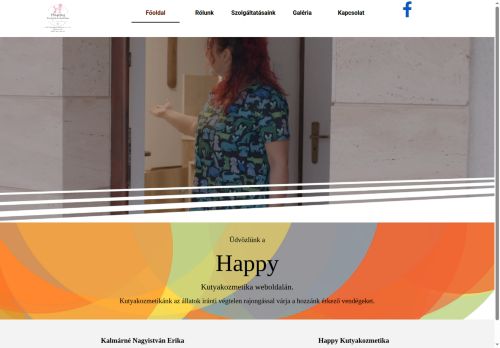 Főoldal
Rólunk
Szolgáltatásaink
Galéria
Kapcsolat
Üdvözlünk a
Happy
Kutyakozmetika weboldalán.
Kutyakozmetikánk az állatok iránti végtelen rajongással várja a hozzánk érkező vendégeket.
Kalmárné Nagyistván Erika
Happy Kutyakozmetika